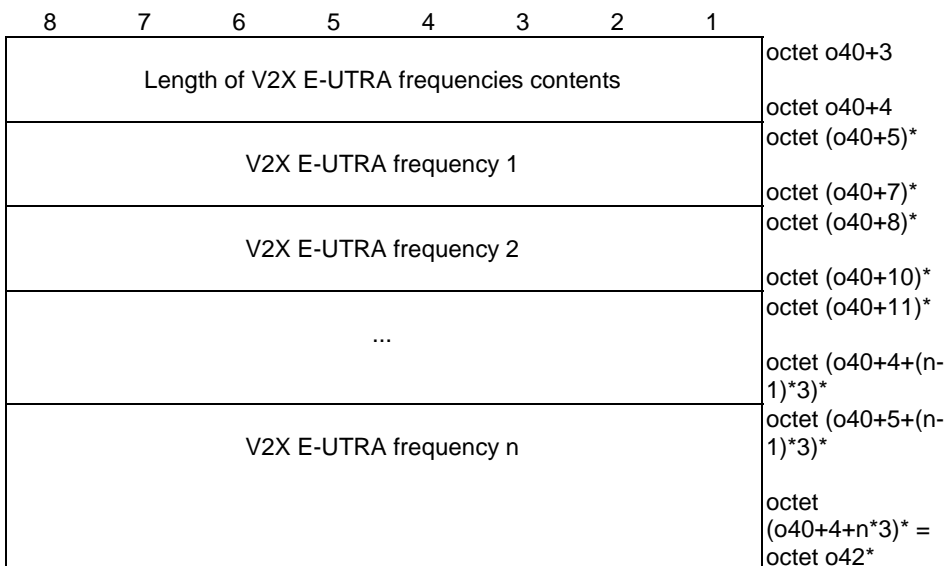 8 7 6 5 4 3 2 1
Length of V2X E-UTRA frequencies contents
octet o40+3
octet o40+4
V2X E-UTRA frequency 1
octet (o40+5)*
octet (o40+7)*
V2X E-UTRA frequency 2
octet (o40+8)*
octet (o40+10)*
...
octet (o40+11)*
octet (o40+4+(n-
1)*3)*
V2X E-UTRA frequency n
octet (o40+5+(n-
1)*3)*
octet
(o40+4+n*3)* =
octet o42*